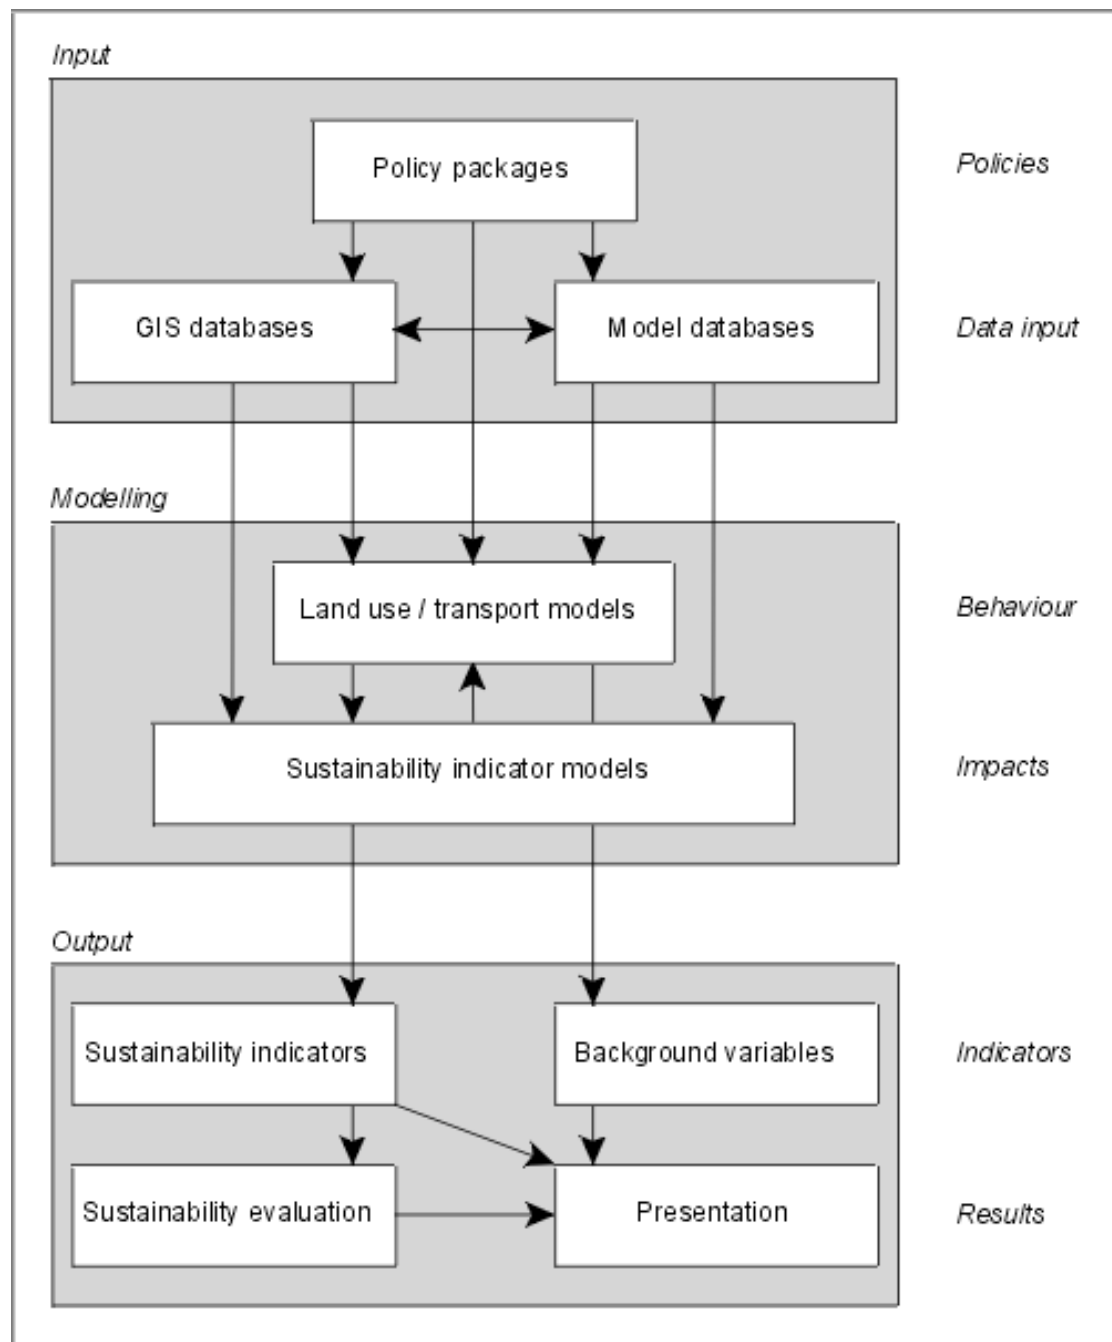 Input
Policy packages
Policies
GIS databases
Model databases
Data input
Modelling
Land use / transport models
Behaviour
Sustainability indicator models
Impacts
Output
Sustainability indicators
Background variables
Indicators
Sustainability evaluation
Presentation
Results